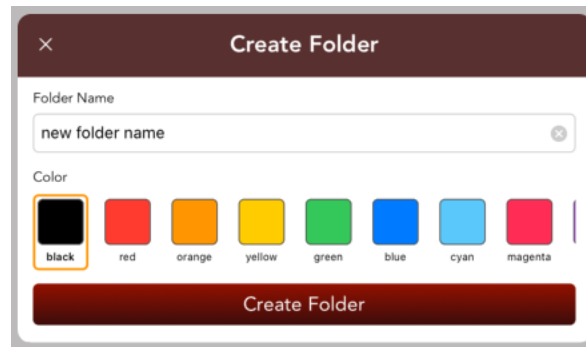 Create Folder
Folder Name
new folder name
Color
black red orange yellow green blue cyan magenta
Create Folder